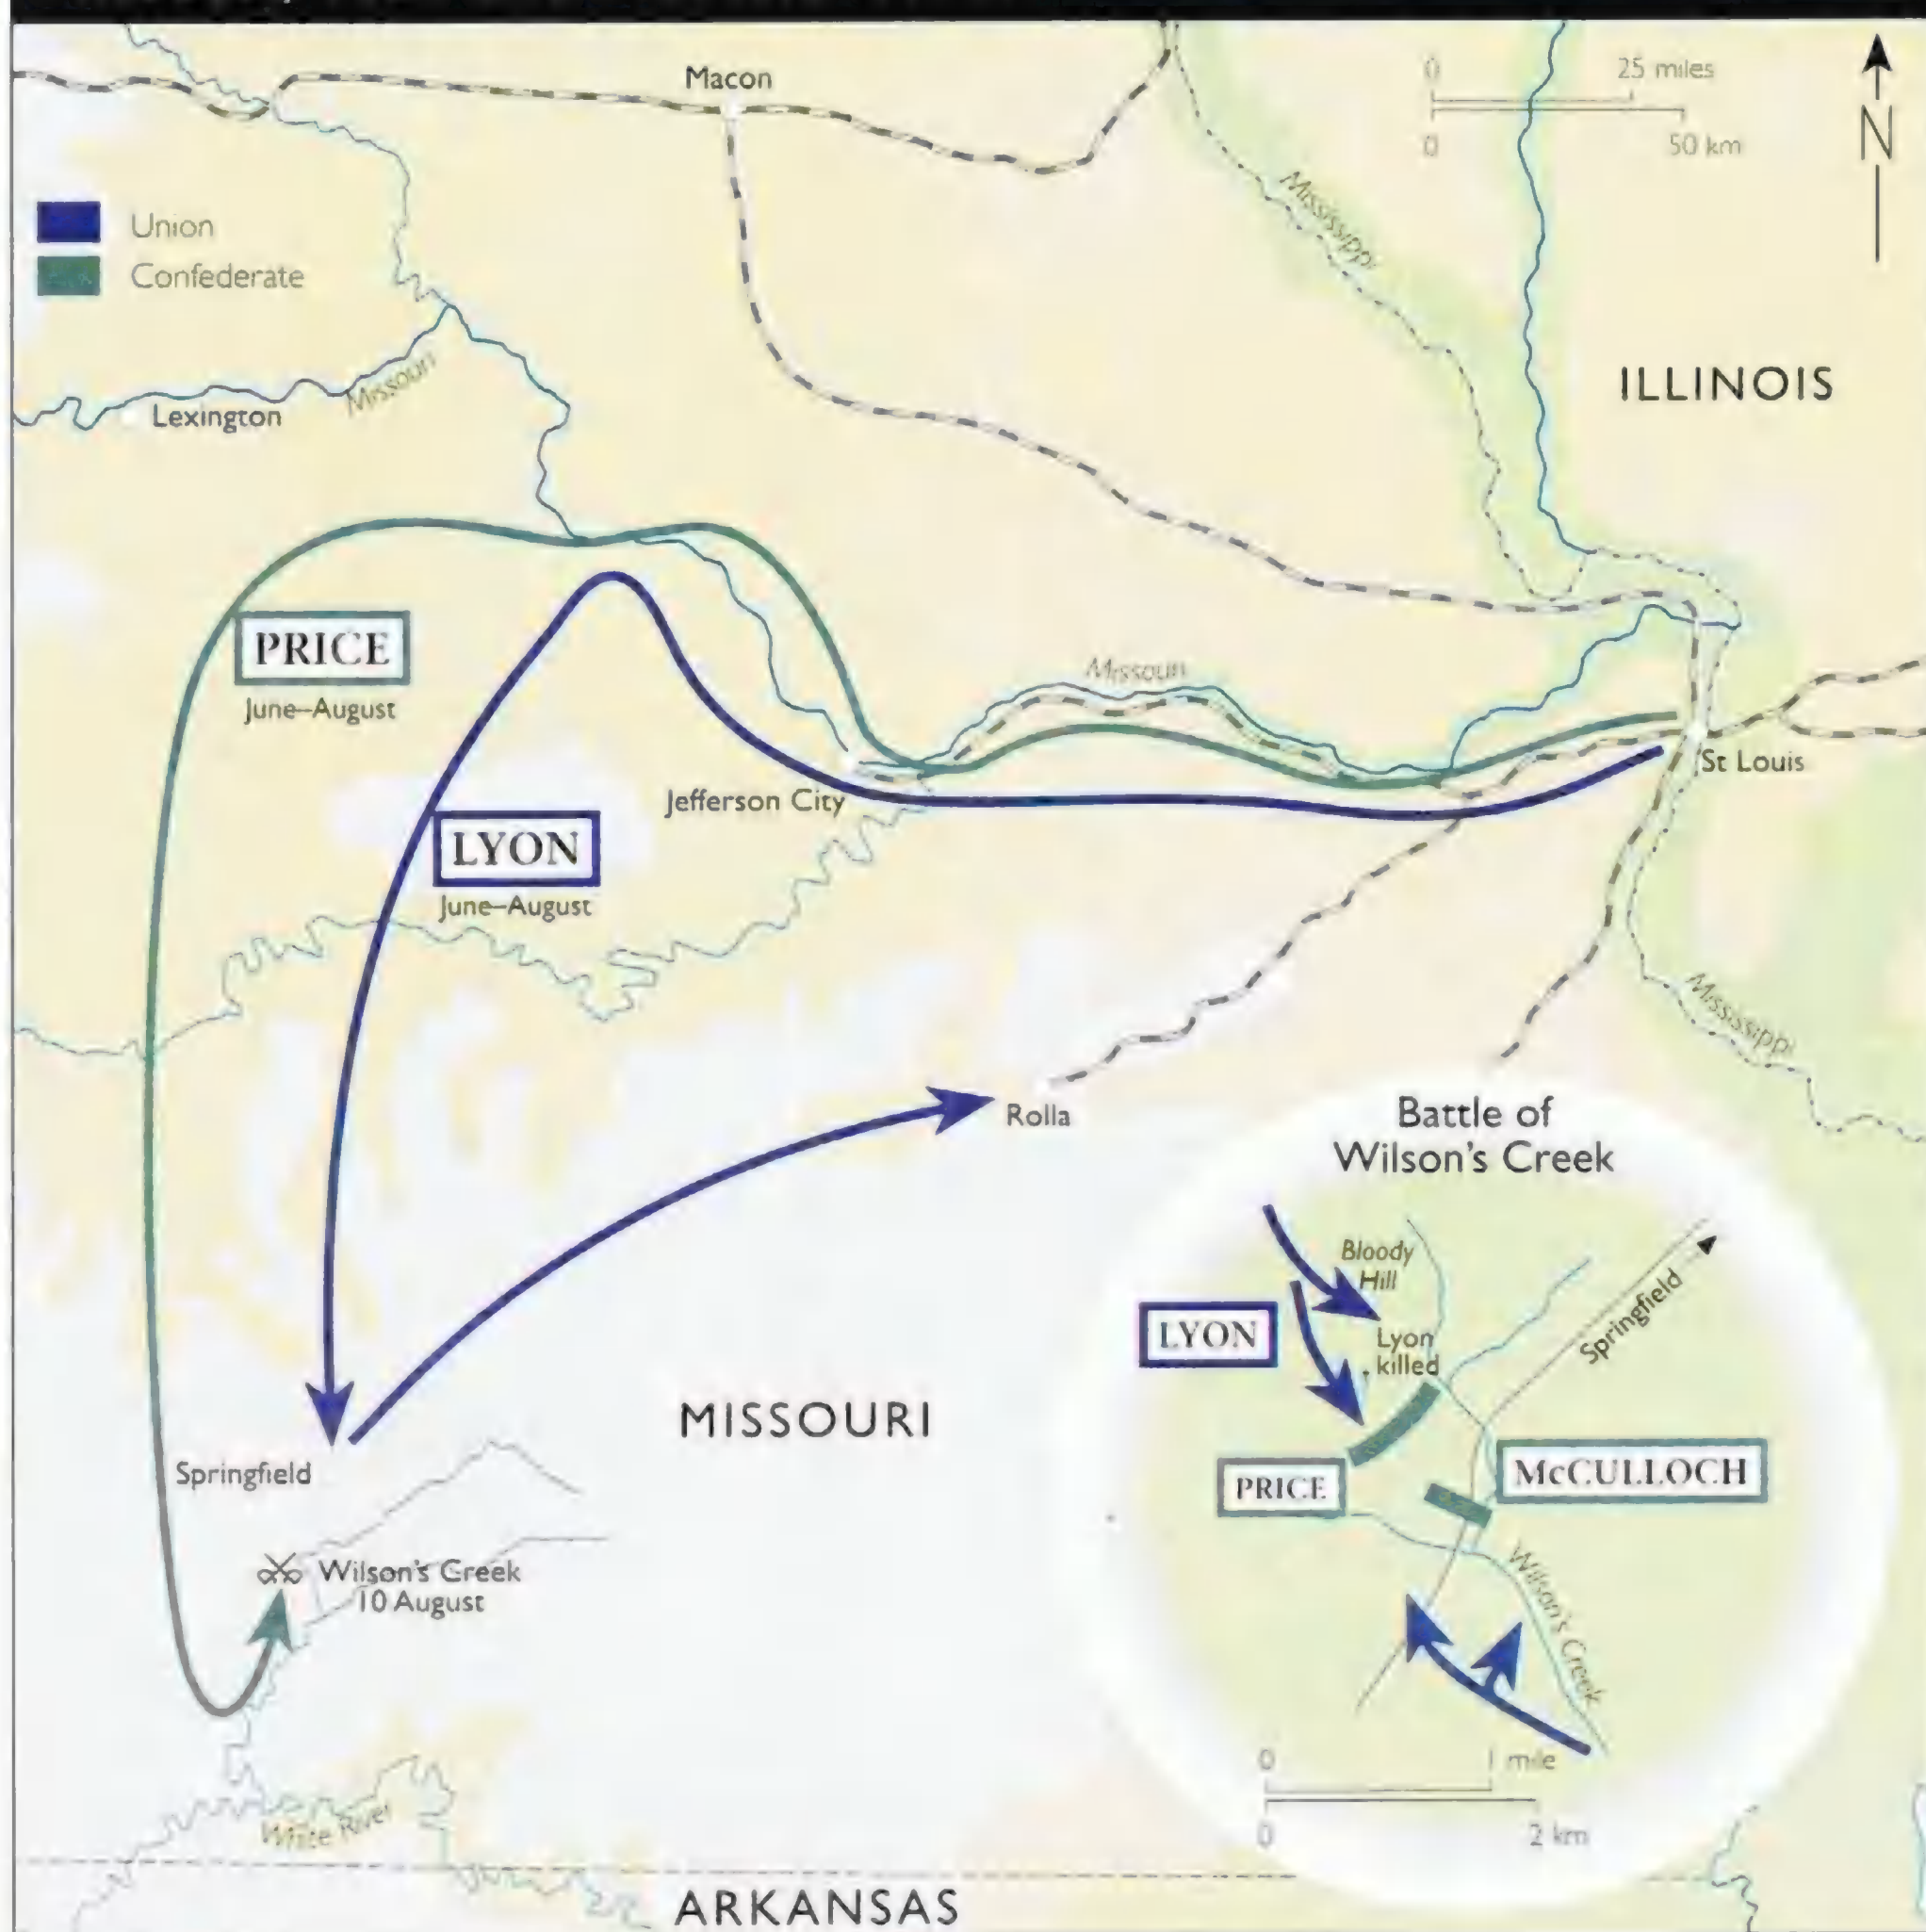 Macon
0 25 miles
0 50 km
N
Union
Confederate
Mississippi
ILLINOIS
Missouri
Lexington
PRICE
June–August
Missouri
St Louis
Jefferson City
LYON
June–August
Mississippi
Rolla
Battle of
Wilson's Creek
Bloody
Hill
Springfield
LYON
Lyon
killed
MISSOURI
McCULLOCH
PRICE
Springfield
Wilson's Creek
10 August
Wilson's Creek
0 1 mile
0 2 km
White River
ARKANSAS